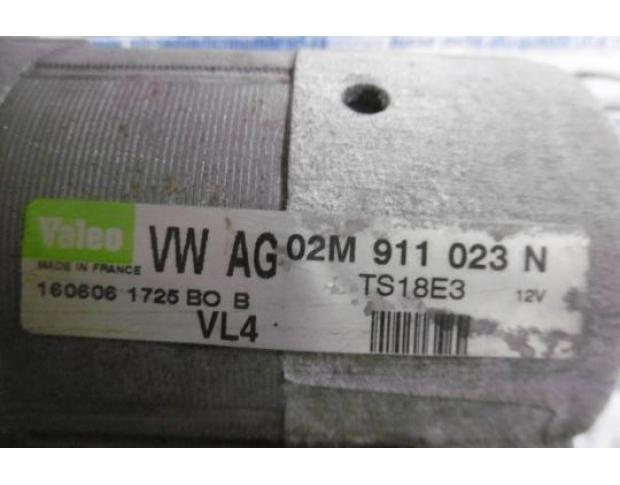 Valeo
VW AG 02M 911 023 N
MADE IN FRANCE
TS18E3 12V
160606 1725 BO B
VL4